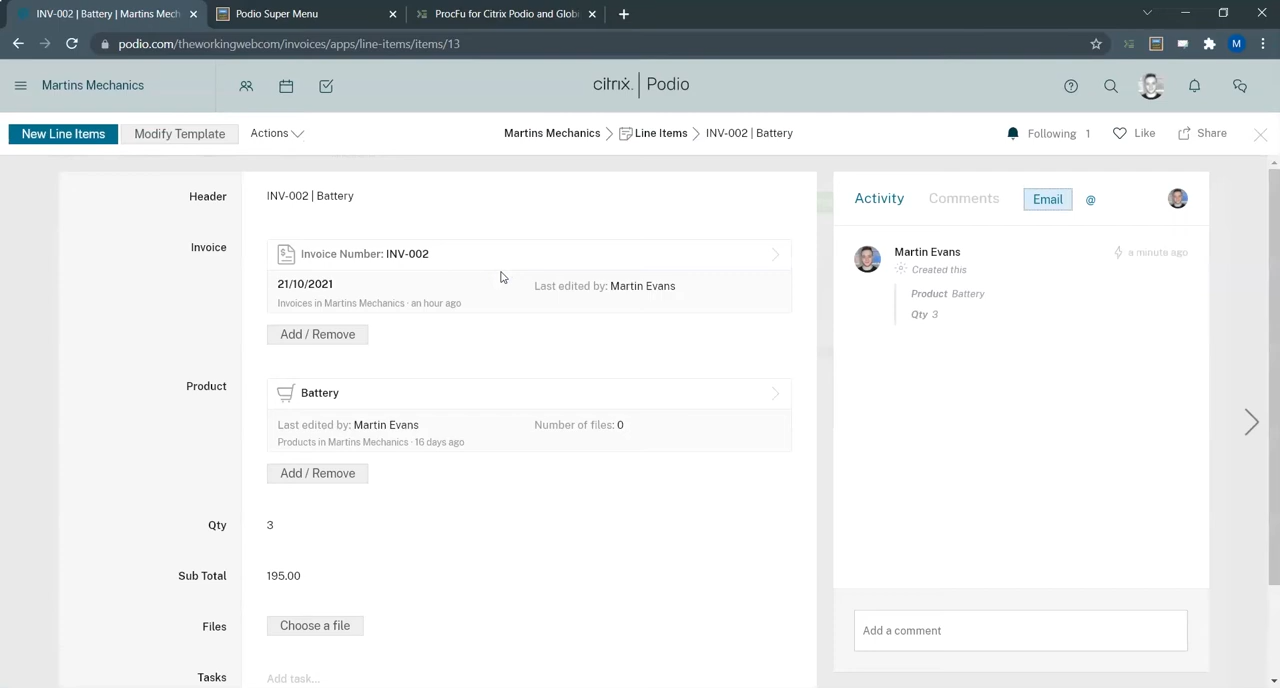 INV-002 | Battery | Martins Mech
Podio Super Menu
ProcFu for Citrix Podio and Glob
podio.com/theworkingwebcom/invoices/apps/line-items/items/13
M
Martins Mechanics
citrix. | Podio
New Line Items
Modify Template
Actions
Martins Mechanics > Line Items > INV-002 | Battery
Following 1
Like
Share
Header
INV-002 | Battery
Invoice
Invoice Number: INV-002
21/10/2021
Last edited by: Martin Evans
Invoices in Martins Mechanics · an hour ago
Add / Remove
Product
Battery
Last edited by: Martin Evans
Number of files: 0
Products in Martins Mechanics · 16 days ago
Add / Remove
Qty
3
Sub Total
195.00
Files
Choose a file
Tasks
Add task...
Activity
Comments
Email
@
Martin Evans
a minute ago
Created this
Product Battery
Qty 3
Add a comment